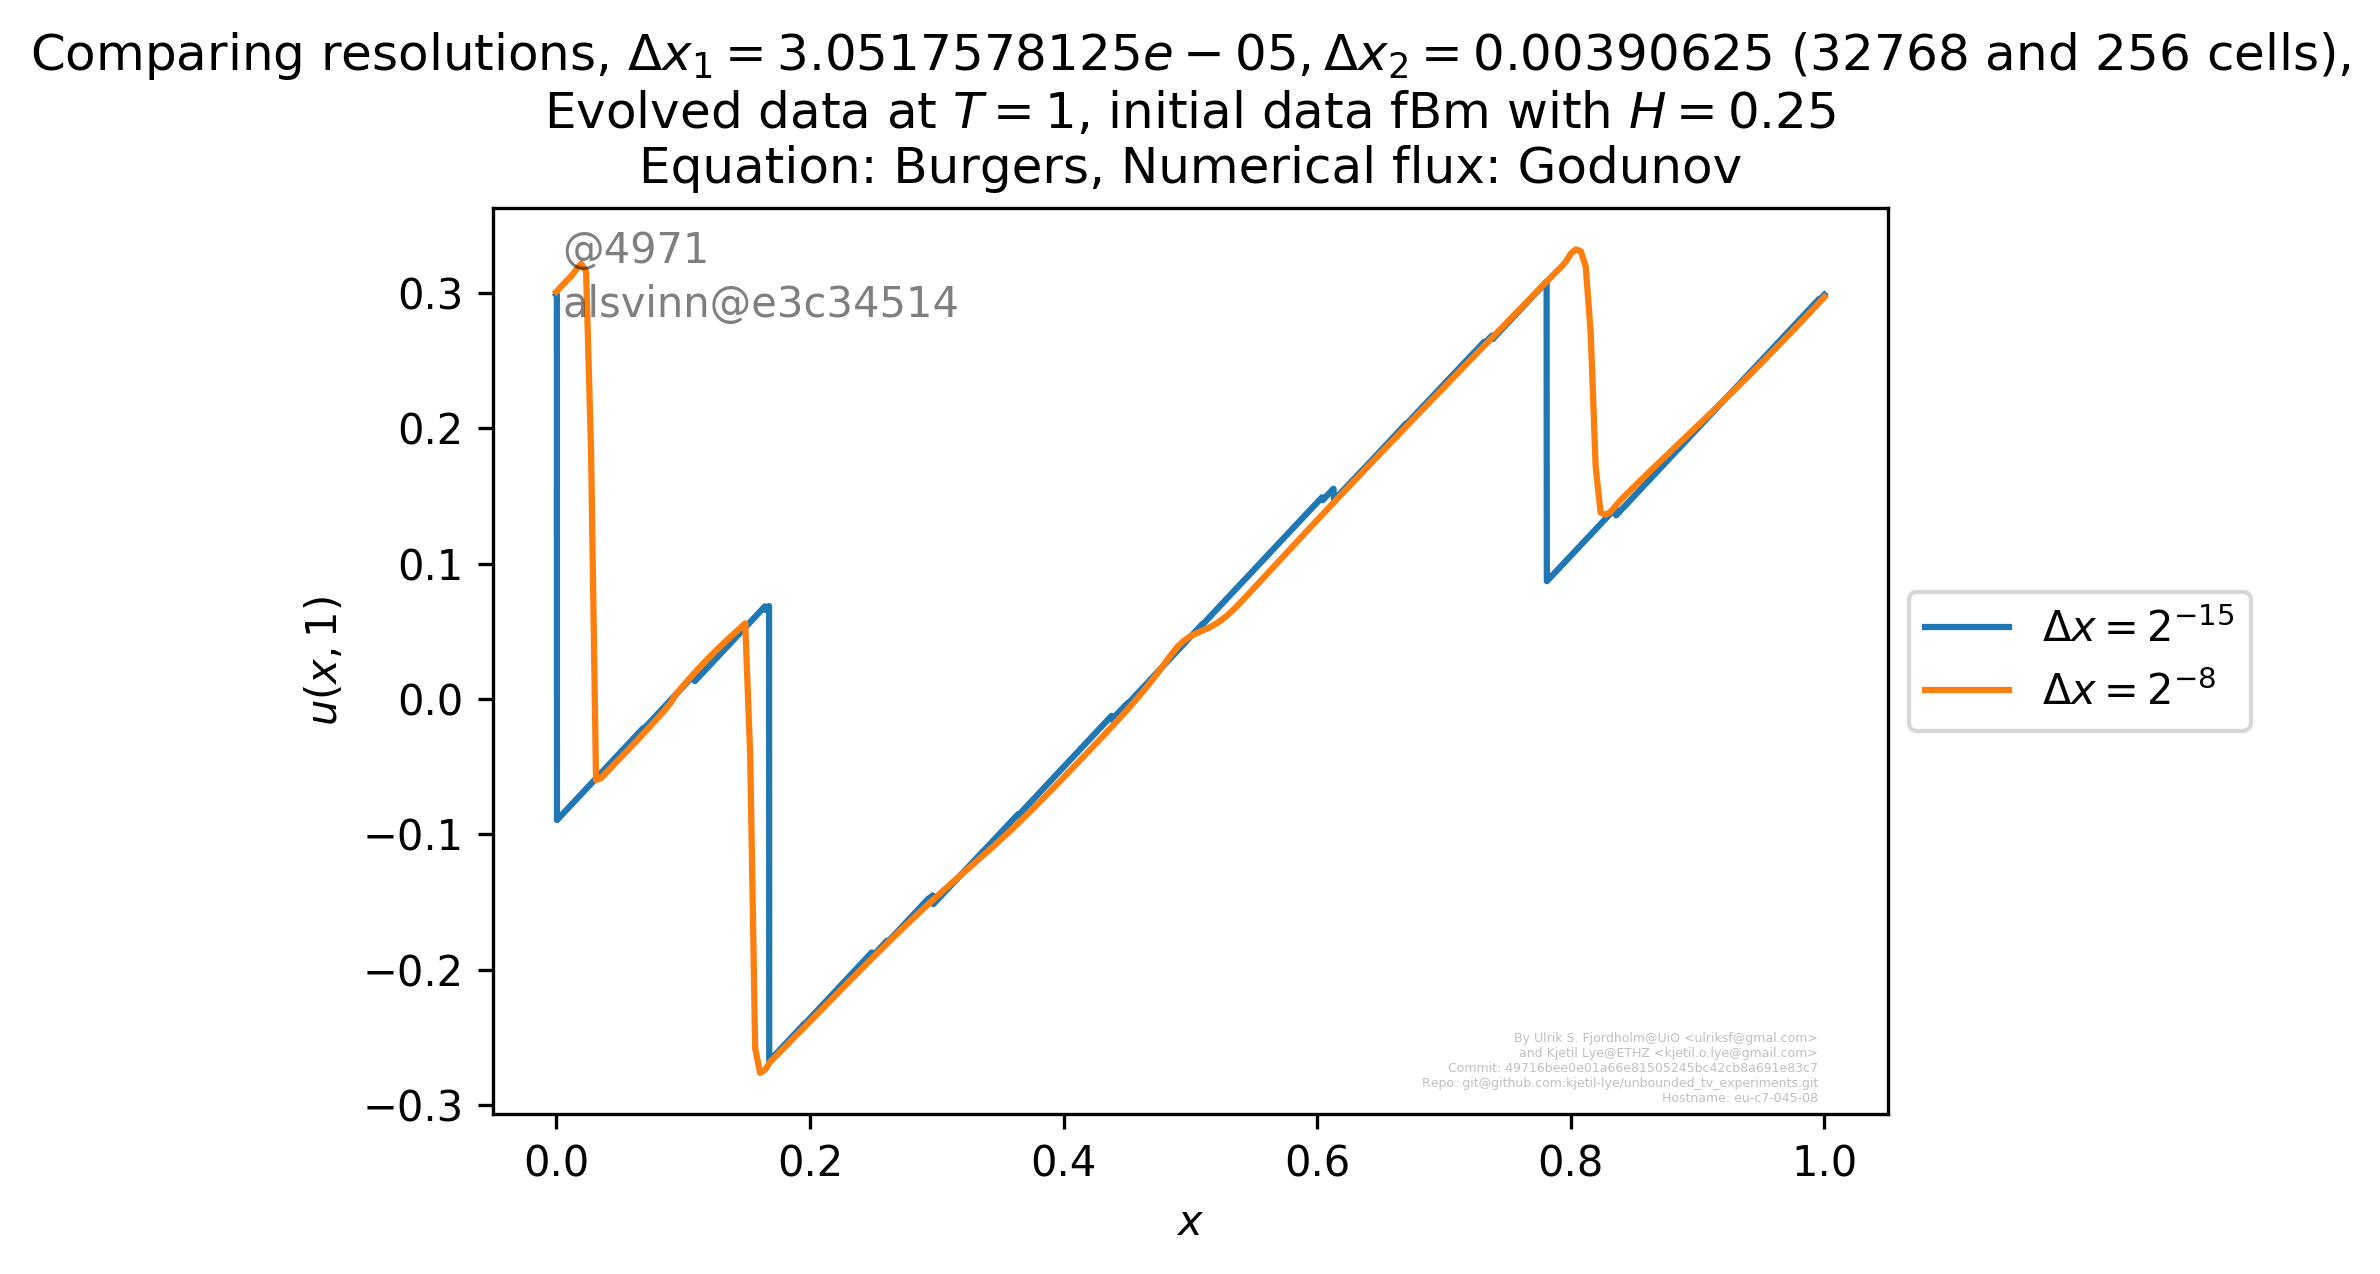 Comparing resolutions, Δx₁ = 3.0517578125e − 05, Δx₂ = 0.00390625 (32768 and 256 cells),
Evolved data at T = 1, initial data fBm with H = 0.25
Equation: Burgers, Numerical flux: Godunov
@4971
alsvinn@e3c34514
0.3
0.2
0.1
0.0
−0.1
−0.2
−0.3
u(x, 1)
0.0 0.2 0.4 0.6 0.8 1.0
x
Δx = 2⁻¹⁵
Δx = 2⁻⁸
By Ulrik S. Fjordholm@UiO <ulriksf@gmal.com>
and Kjetil Lye@ETHZ <kjetil.o.lye@gmail.com>
Commit: 49716bee0e01a66e81505245bc42cb8a691e83c7
Repo: git@github.com:kjetil-lye/unbounded_tv_experiments.git
Hostname: eu-c7-045-08